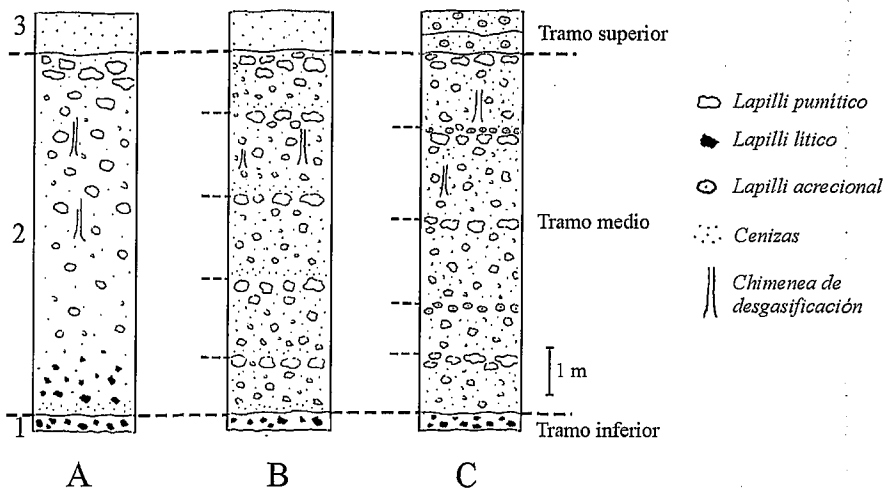 3
Tramo superior
Lapilli pumítico
Lapilli lítico
Lapilli acrecional
2
Tramo medio
Cenizas
Chimenea de
desgasificación
1 m
1
Tramo inferior
A
B
C